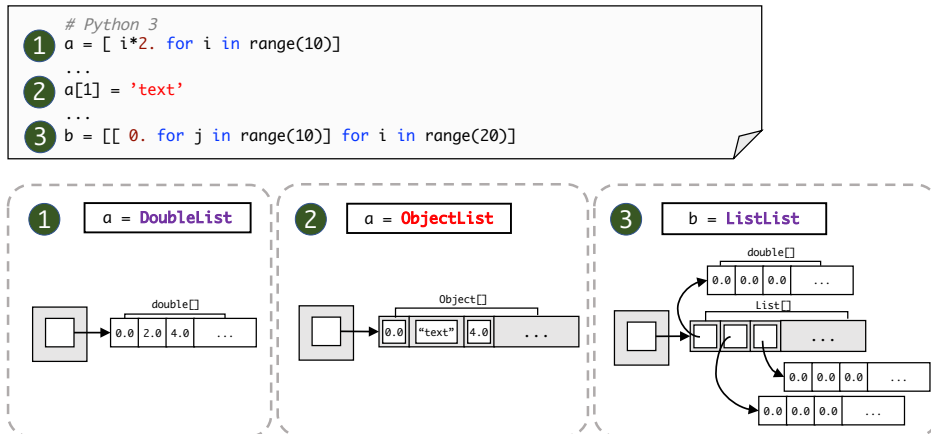 # Python 3
1 a = [ i*2. for i in range(10)]
...
2 a[1] = ’text’
...
3 b = [[ 0. for j in range(10)] for i in range(20)]
1 a = DoubleList
double[]
0.0 2.0 4.0 ...
2 a = ObjectList
Object[]
0.0 “text” 4.0 ...
3 b = ListList
double[]
0.0 0.0 0.0 ...
List[]
...
0.0 0.0 0.0 ...
0.0 0.0 0.0 ...